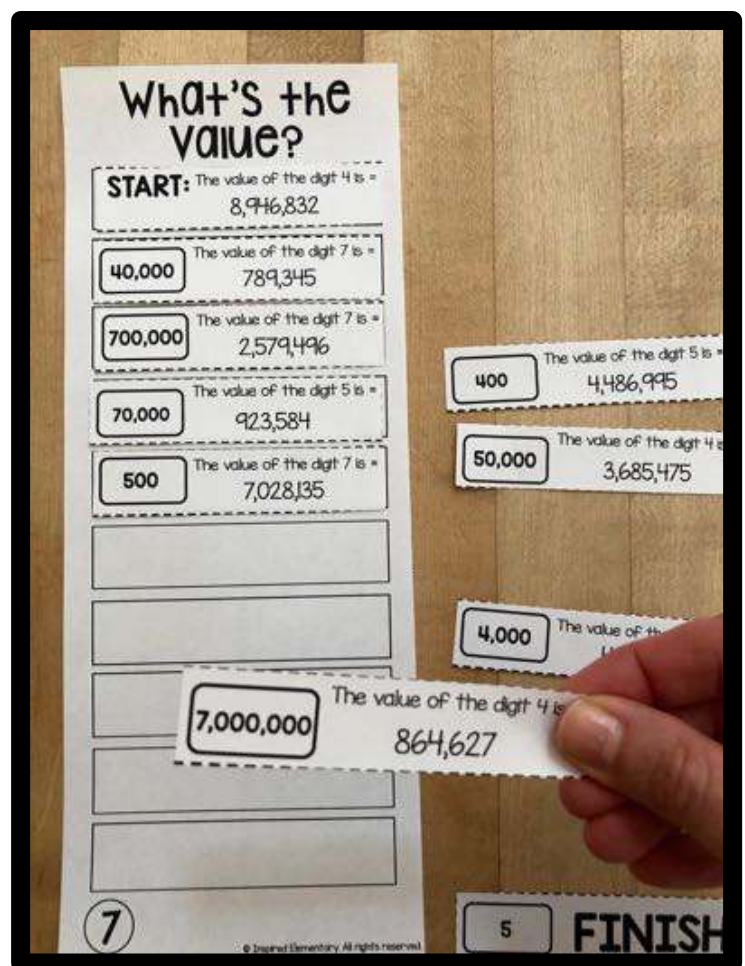 What's the
Value?
START: The value of the digit 4 is =
8,946,832
40,000 The value of the digit 7 is =
789,345
700,000 The value of the digit 7 is =
2,579,496
70,000 The value of the digit 5 is =
923,584
500 The value of the digit 7 is =
7,028,135
400 The value of the digit 5 is =
4,486,995
50,000 The value of the digit 4 is
3,685,475
4,000 The value of
7,000,000 The value of the digit 4 is
864,627
5 FINISH
7
© Inspired Elementary. All rights reserved.